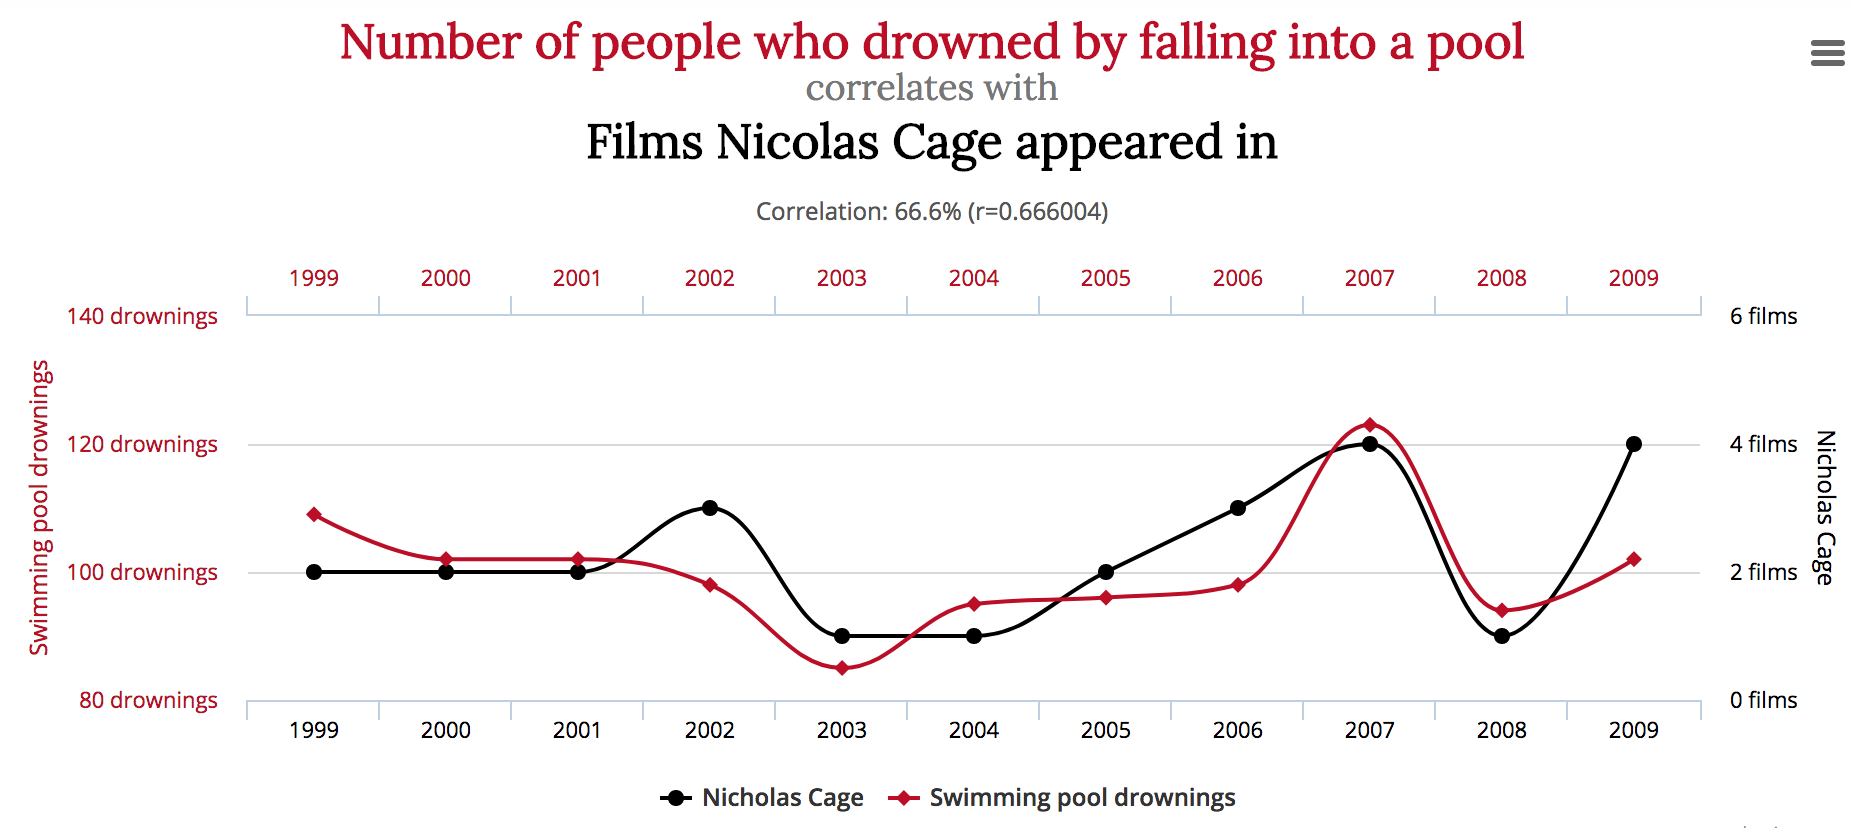 Number of people who drowned by falling into a pool
correlates with
Films Nicolas Cage appeared in
Correlation: 66.6% (r=0.666004)
1999 2000 2001 2002 2003 2004 2005 2006 2007 2008 2009
140 drownings
120 drownings
100 drownings
80 drownings
Swimming pool drownings
6 films
4 films
2 films
0 films
Nicholas Cage
1999 2000 2001 2002 2003 2004 2005 2006 2007 2008 2009
Nicholas Cage Swimming pool drownings